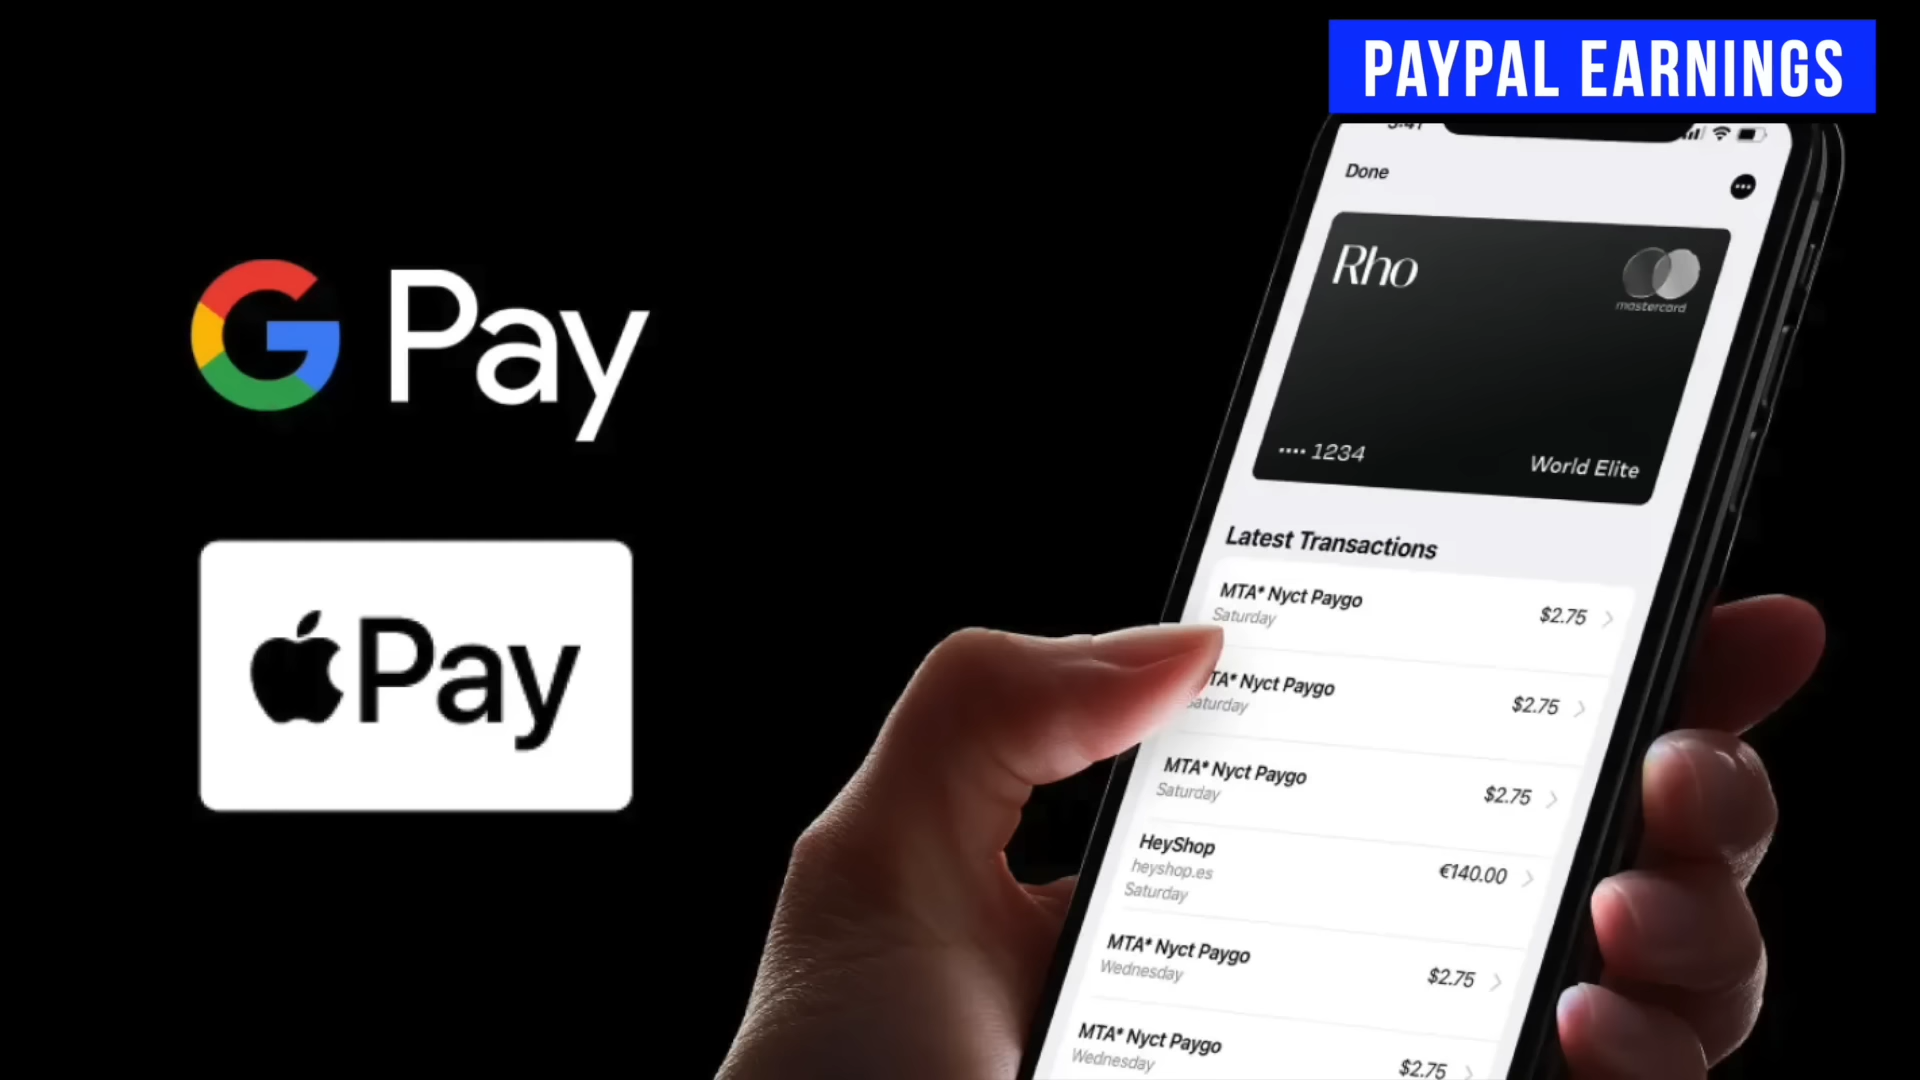 PAYPAL EARNINGS
G Pay
Pay
Done
Rho
mastercard
•••• 1234
World Elite
Latest Transactions
MTA* Nyct Paygo
$2.75
Saturday
TA* Nyct Paygo
$2.75
aturday
MTA* Nyct Paygo
$2.75
Saturday
HeyShop
€140.00
heyshop.es
Saturday
MTA* Nyct Paygo
$2.75
Wednesday
MTA* Nyct Paygo
$2.75
Wednesday